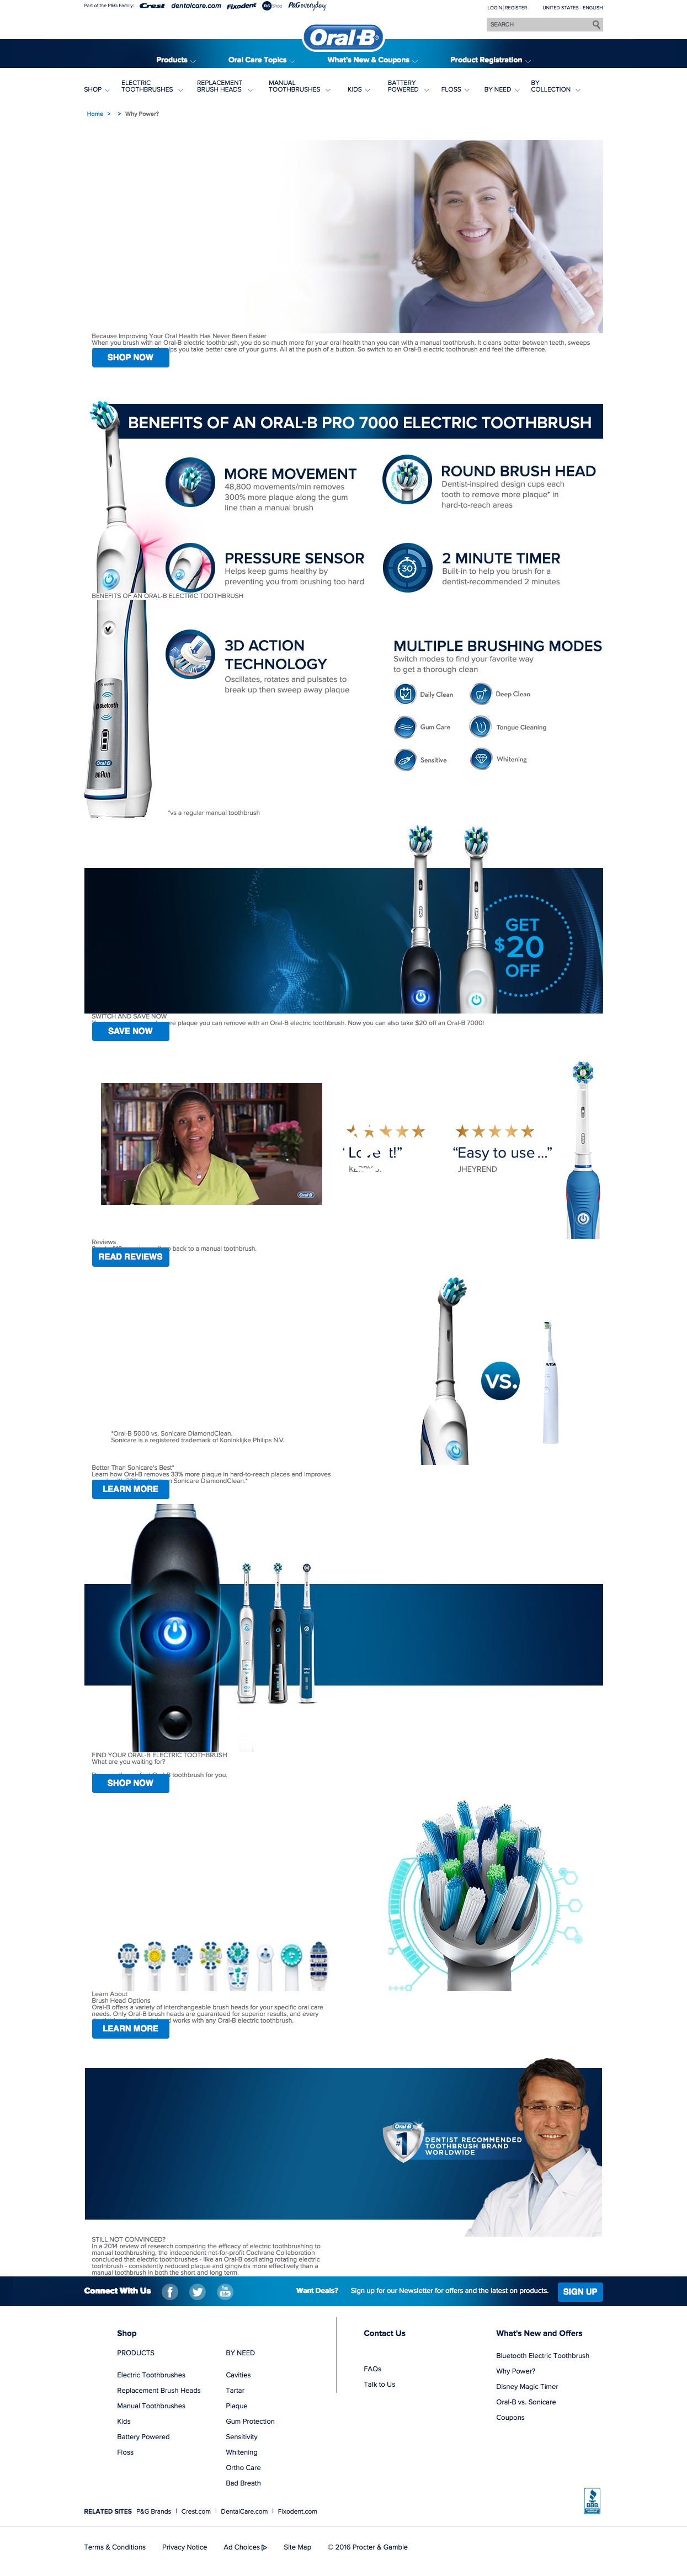 Part of the P&G Family: Crest dentalcare.com Fixodent P&G Shop P&G everyday
LOGIN | REGISTER UNITED STATES - ENGLISH
SEARCH
Oral-B
Products Oral Care Topics What's New & Coupons Product Registration
SHOP ELECTRIC TOOTHBRUSHES REPLACEMENT BRUSH HEADS MANUAL TOOTHBRUSHES KIDS BATTERY POWERED FLOSS BY NEED BY COLLECTION
Home > > Why Power?
Because Improving Your Oral Health Has Never Been Easier
When you brush with an Oral-B electric toothbrush, you do so much more for your oral health than you can with a manual toothbrush. It cleans better between teeth, sweeps
you take better care of your gums. All at the push of a button. So switch to an Oral-B electric toothbrush and feel the difference.
SHOP NOW
BENEFITS OF AN ORAL-B PRO 7000 ELECTRIC TOOTHBRUSH
MORE MOVEMENT
48,800 movements/min removes
300% more plaque along the gum
line than a manual brush
ROUND BRUSH HEAD
Dentist-inspired design cups each
tooth to remove more plaque* in
hard-to-reach areas
PRESSURE SENSOR
Helps keep gums healthy by
preventing you from brushing too hard
30
2 MINUTE TIMER
Built-in to help you brush for a
dentist-recommended 2 minutes
BENEFITS OF AN ORAL-B ELECTRIC TOOTHBRUSH
3D ACTION
TECHNOLOGY
Oscillates, rotates and pulsates to
break up then sweep away plaque
MULTIPLE BRUSHING MODES
Switch modes to find your favorite way
to get a thorough clean
Daily Clean Deep Clean
Gum Care Tongue Cleaning
Sensitive Whitening
Bluetooth
Oral-B
BRAUN
*vs a regular manual toothbrush
GET
$20
OFF
SWITCH AND SAVE NOW
plaque you can remove with an Oral-B electric toothbrush. Now you can also take $20 off an Oral-B 7000!
SAVE NOW
Oral-B
"Easy to use..."
JHEYREND
Reviews
back to a manual toothbrush.
READ REVIEWS
VS.
*Oral-B 5000 vs. Sonicare DiamondClean.
Sonicare is a registered trademark of Koninklijke Philips N.V.
Better Than Sonicare's Best*
Learn how Oral-B removes 33% more plaque in hard-to-reach places and improves
Sonicare DiamondClean.*
LEARN MORE
FIND YOUR ORAL-B ELECTRIC TOOTHBRUSH
What are you waiting for?
toothbrush for you.
SHOP NOW
Learn About
Brush Head Options
Oral-B offers a variety of interchangeable brush heads for your specific oral care
needs. Only Oral-B brush heads are guaranteed for superior results, and every
works with any Oral-B electric toothbrush.
LEARN MORE
Oral-B
#1
DENTIST RECOMMENDED
TOOTHBRUSH BRAND
WORLDWIDE
STILL NOT CONVINCED?
In a 2014 review of research comparing the efficacy of electric toothbrushing to
manual toothbrushing, the independent not-for-profit Cochrane Collaboration
concluded that electric toothbrushes - like an Oral-B oscillating rotating electric
toothbrush - consistently reduced plaque and gingivitis more effectively than a
manual toothbrush in both the short and long term.
Connect With Us Want Deals? Sign up for our Newsletter for offers and the latest on products. SIGN UP
Shop
PRODUCTS
Electric Toothbrushes
Replacement Brush Heads
Manual Toothbrushes
Kids
Battery Powered
Floss
BY NEED
Cavities
Tartar
Plaque
Gum Protection
Sensitivity
Whitening
Ortho Care
Bad Breath
Contact Us
FAQs
Talk to Us
What's New and Offers
Bluetooth Electric Toothbrush
Why Power?
Disney Magic Timer
Oral-B vs. Sonicare
Coupons
BBB
RELATED SITES P&G Brands | Crest.com | DentalCare.com | Fixodent.com
Terms & Conditions Privacy Notice Ad Choices Site Map © 2016 Procter & Gamble